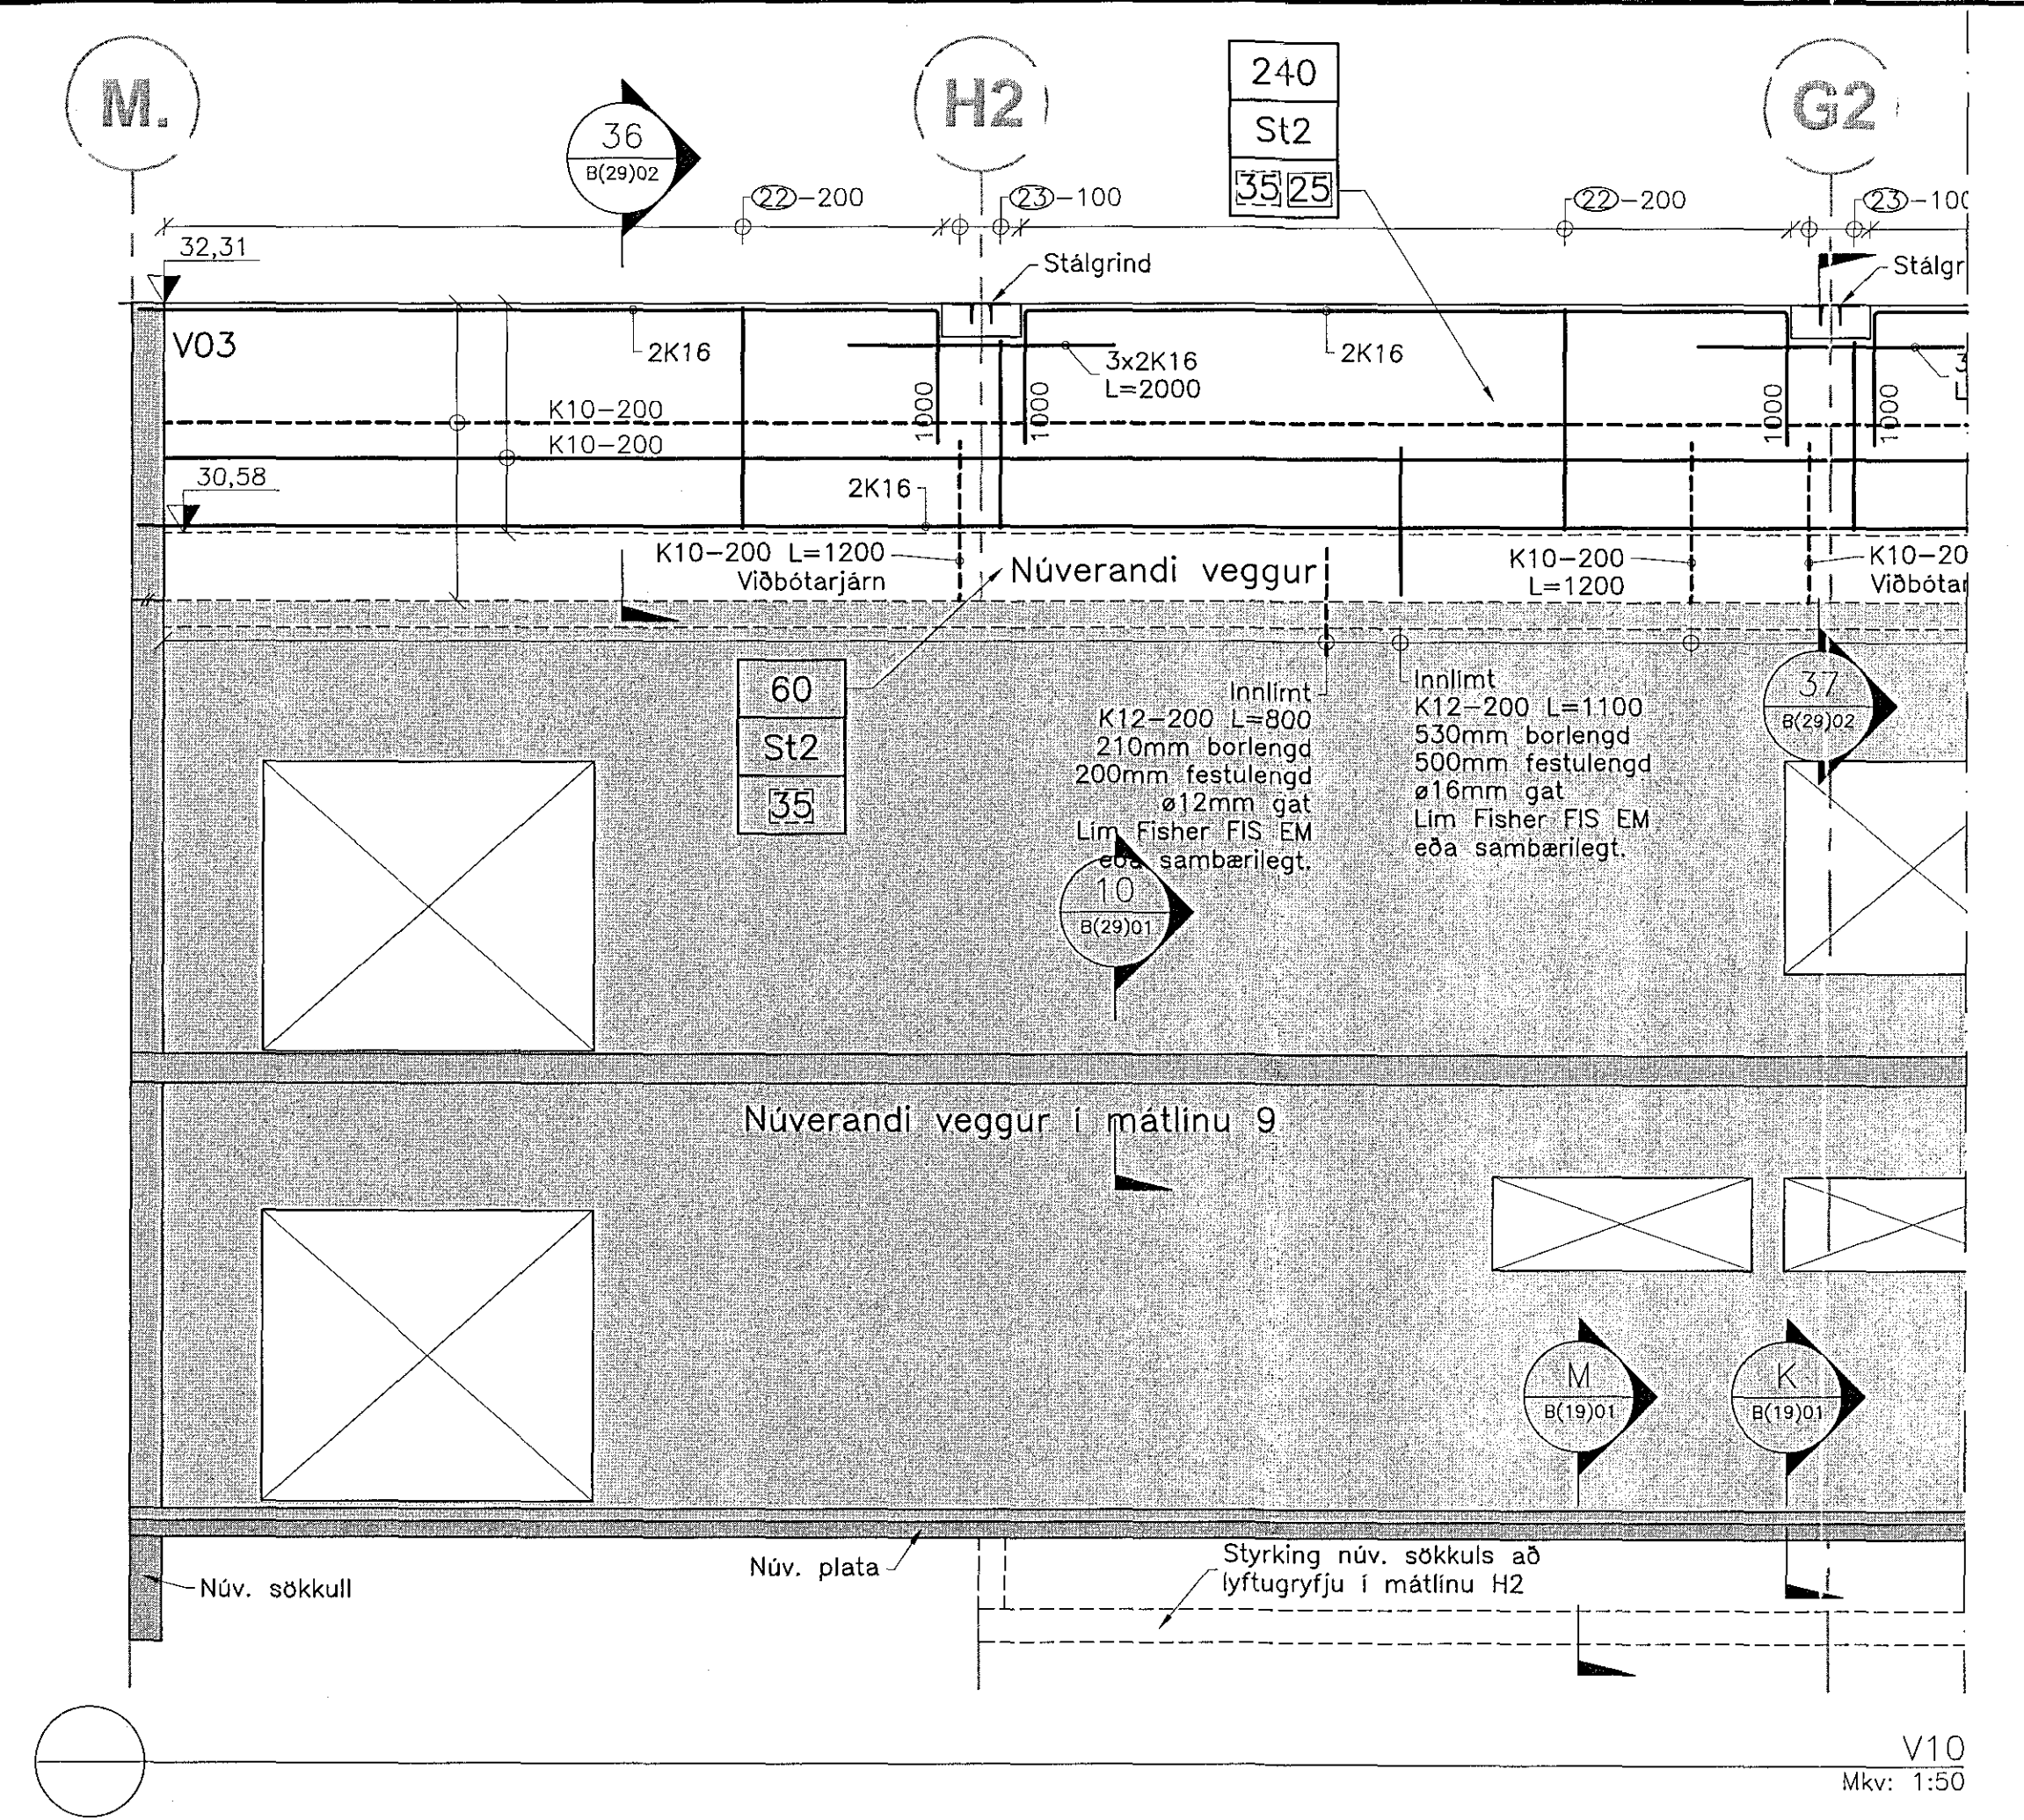 M.
H2
G2
36
B(29)02
240
St2
35 25
22-200
23-100
22-200
23-100
32,31
Stálgrind
Stálgr
V03
2K16
3x2K16
L=2000
2K16
K10-200
K10-200
1000
1000
1000
1000
30,58
2K16
K10-200 L=1200
Viðbótarjárn
Núverandi veggur
K10-200
L=1200
K10-20
Viðbótar
60
St2
35
Innlímt
K12-200 L=800
210mm borlengd
200mm festulengd
ø12mm gat
Lím Fisher FIS EM
eða sambærilegt.
Innlímt
K12-200 L=1100
530mm borlengd
500mm festulengd
ø16mm gat
Lím Fisher FIS EM
eða sambærilegt.
37
B(29)02
10
B(29)01
Núverandi veggur í mátlínu 9
M
B(19)01
K
B(19)01
Núv. sökkull
Núv. plata
Styrking núv. sökkuls að
lyftugryfju í mátlínu H2
V10
Mkv: 1:50